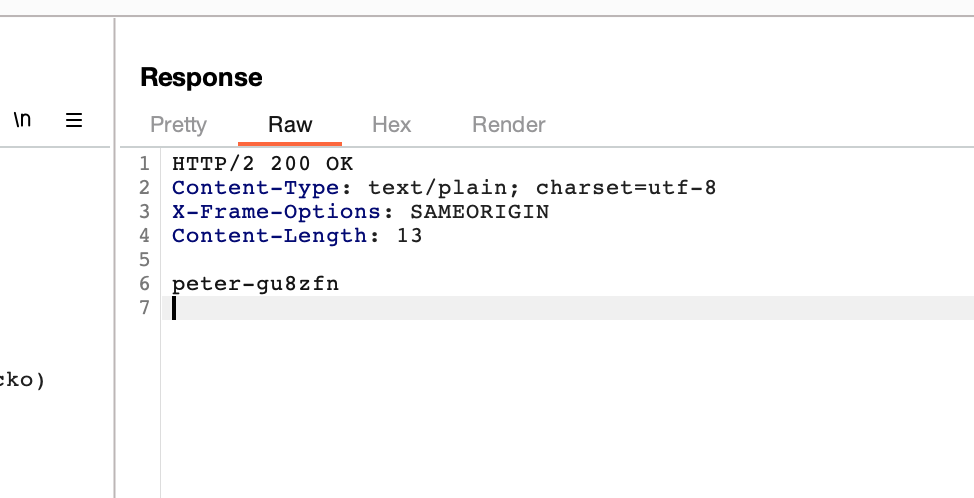 Response
\n
Pretty Raw Hex Render
1 HTTP/2 200 OK
2 Content-Type: text/plain; charset=utf-8
3 X-Frame-Options: SAMEORIGIN
4 Content-Length: 13
5
6 peter-gu8zfn
7
cko)